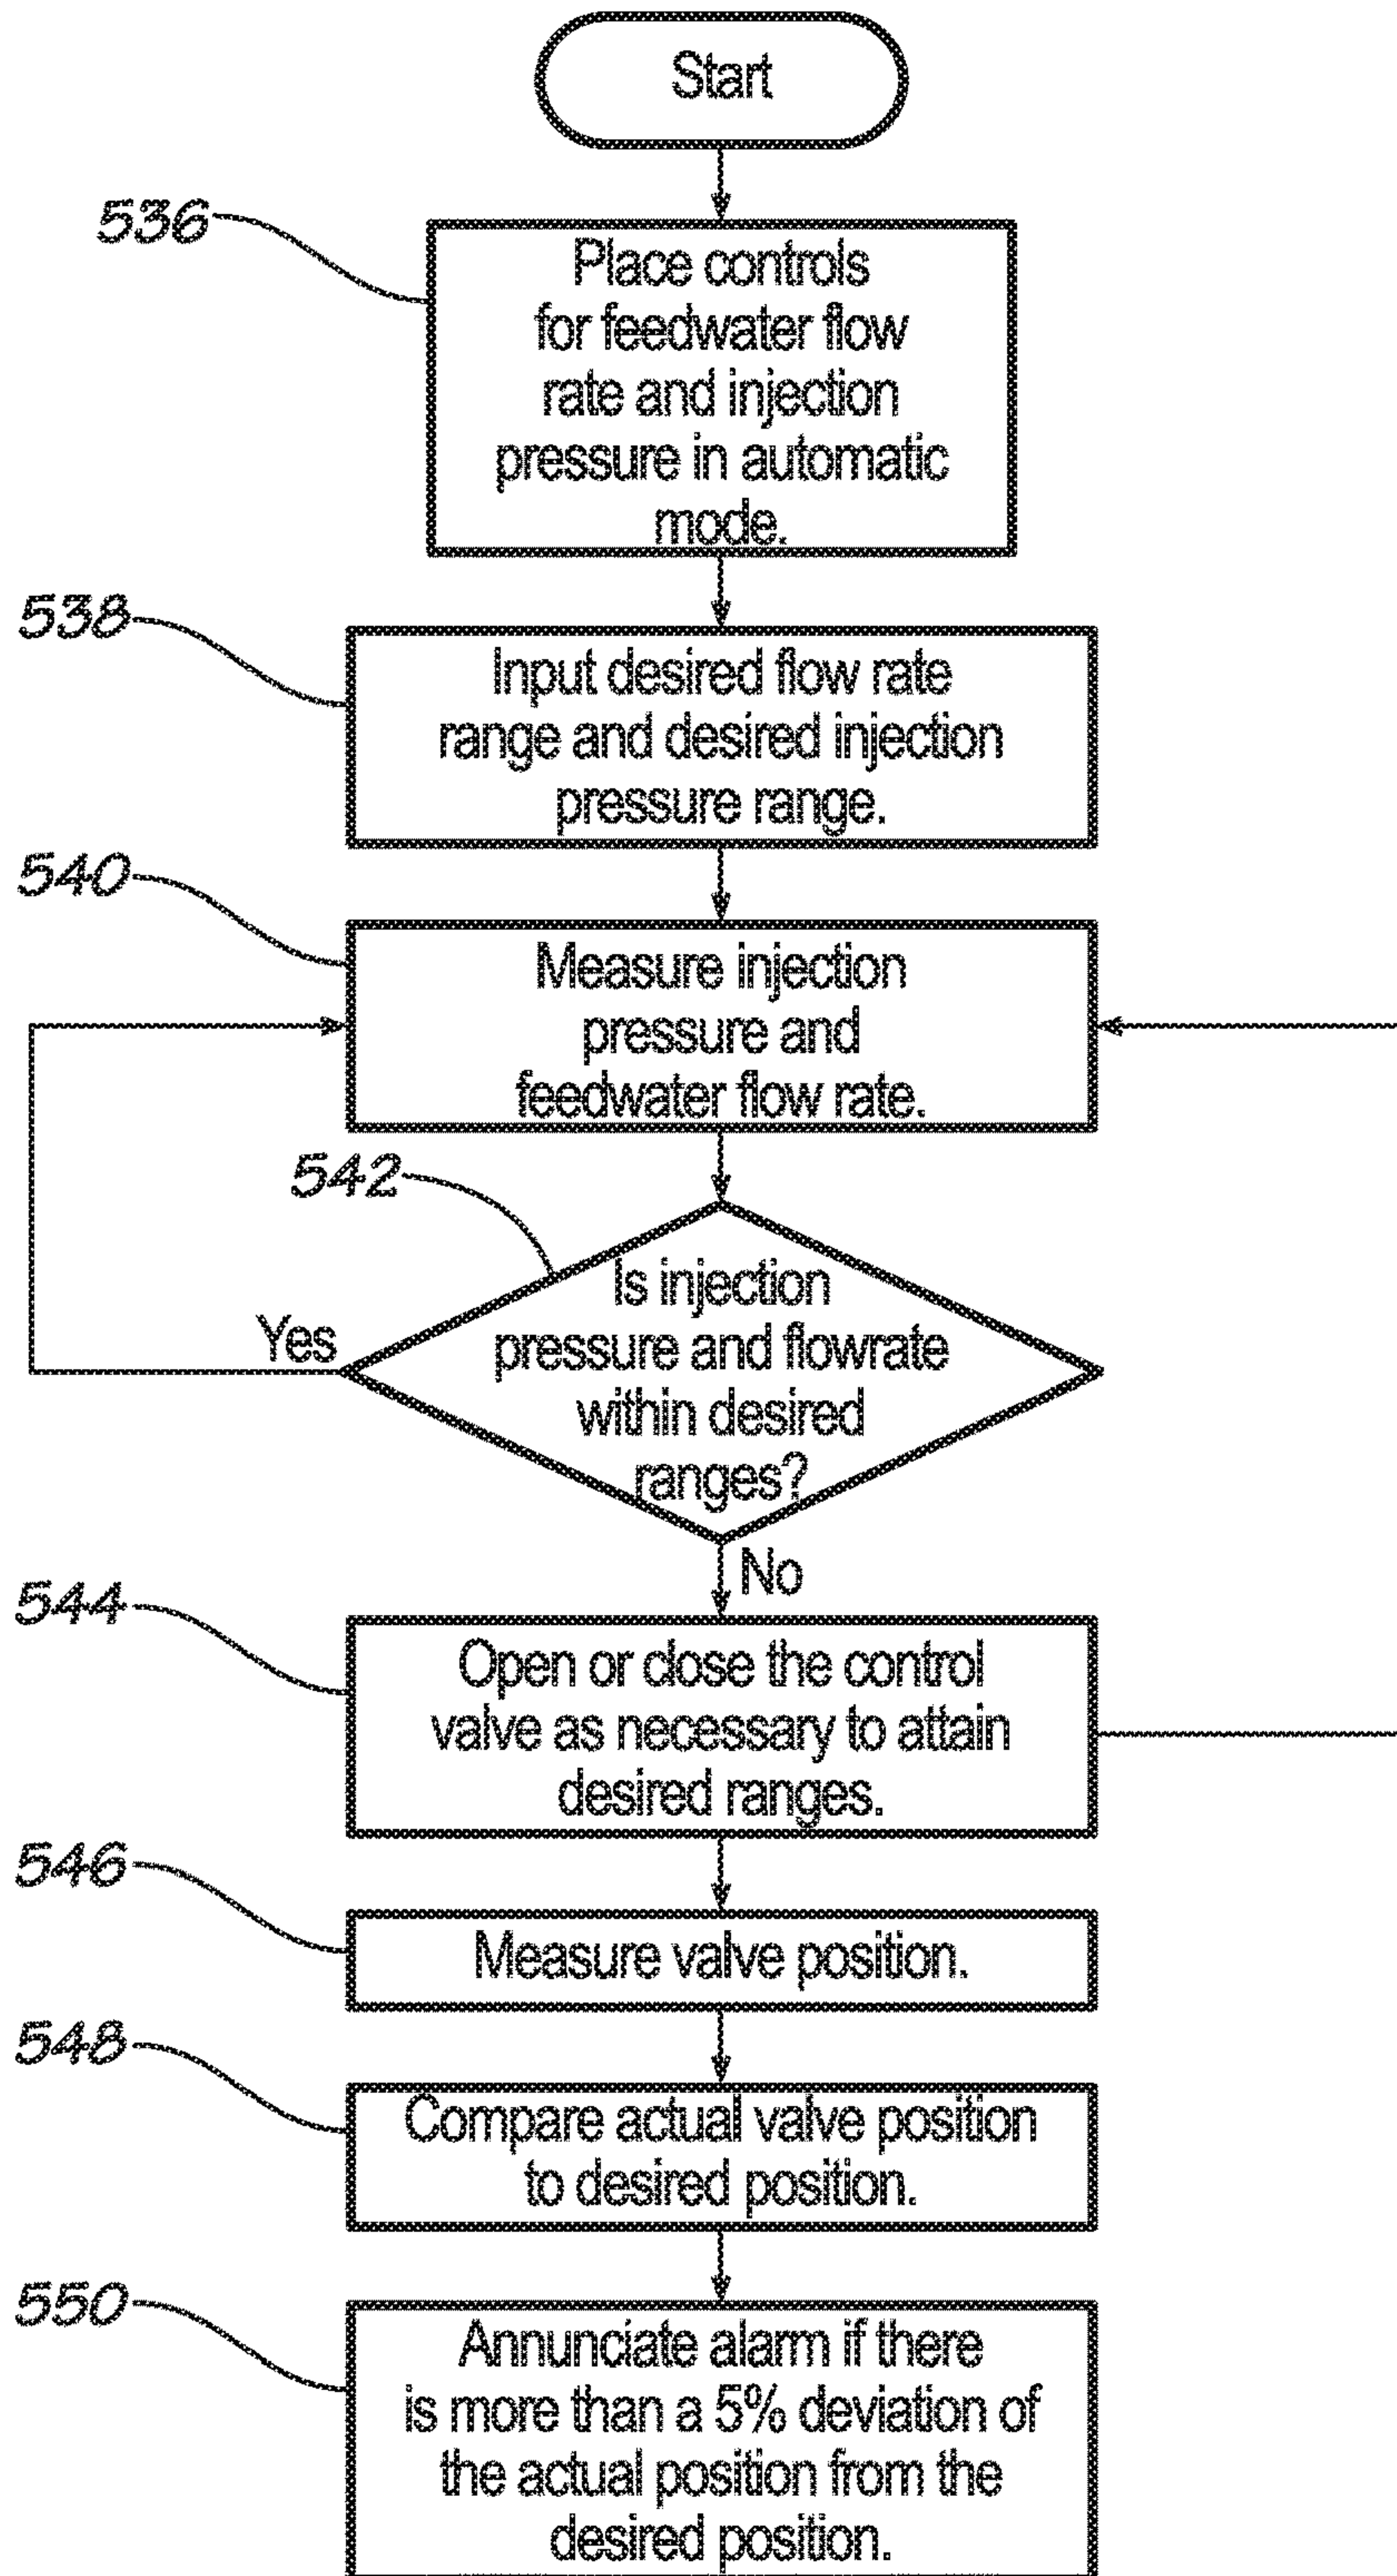 Start
536
Place controls
for feedwater flow
rate and injection
pressure in automatic
mode.
538
Input desired flow rate
range and desired injection
pressure range.
540
Measure injection
pressure and
feedwater flow rate.
542
Is injection
pressure and flowrate
within desired
ranges?
Yes
No
544
Open or close the control
valve as necessary to attain
desired ranges.
546
Measure valve position.
548
Compare actual valve position
to desired position.
550
Annunciate alarm if there
is more than a 5% deviation of
the actual position from the
desired position.